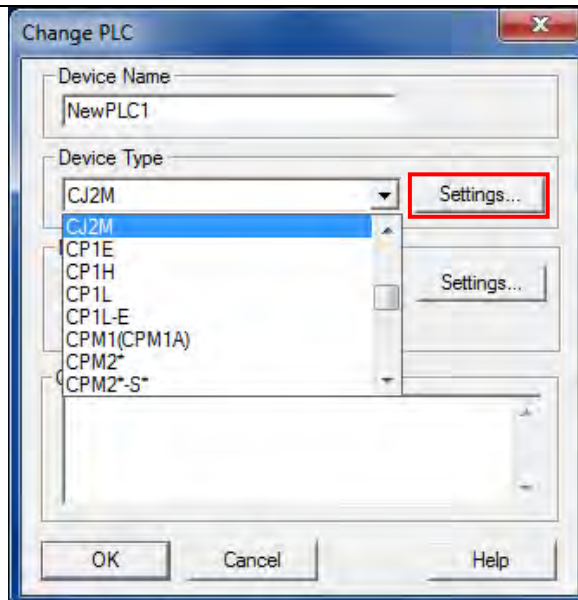 Change PLC
Device Name
NewPLC1
Device Type
CJ2M
Settings...
CJ2M
CP1E
CP1H
Settings...
CP1L
CP1L-E
CPM1(CPM1A)
CPM2*
CPM2*-S*
OK
Cancel
Help